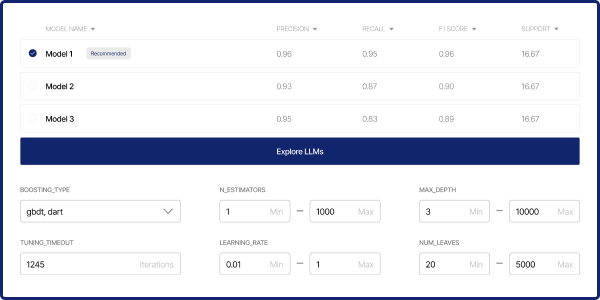 MODEL NAME PRECISION RECALL F1 SCORE SUPPORT
Model 1 Recommended 0.96 0.95 0.96 16.67
Model 2 0.93 0.87 0.90 16.67
Model 3 0.95 0.83 0.89 16.67
Explore LLMs
BOOSTING_TYPE N_ESTIMATORS MAX_DEPTH
gbdt, dart 1 Min – 1000 Max 3 Min – 10000 Max
TUNING_TIMEOUT LEARNING_RATE NUM_LEAVES
1245 Iterations 0.01 Min – 1 Max 20 Min – 5000 Max